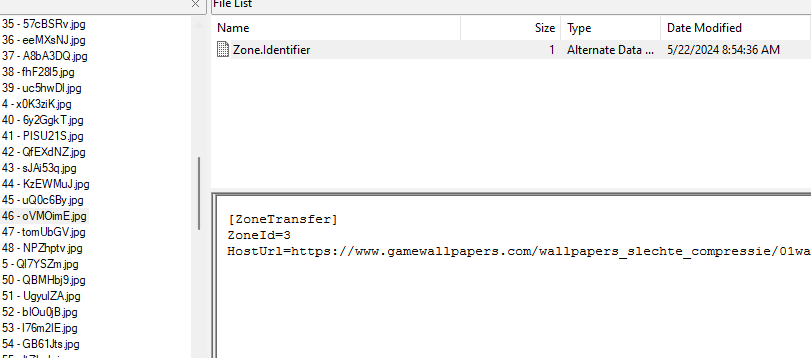 File List
35 - 57cBSRv.jpg
36 - eeMXsNJ.jpg
37 - A8bA3DQ.jpg
38 - fhF28I5.jpg
39 - uc5hwDI.jpg
4 - x0K3ziK.jpg
40 - 6y2GgkT.jpg
41 - PISU21S.jpg
42 - QfEXdNZ.jpg
43 - sJAi53q.jpg
44 - KzEWMuJ.jpg
45 - uQ0c6By.jpg
46 - oVMOimE.jpg
47 - tomUbGV.jpg
48 - NPZhptv.jpg
5 - QI7YSZm.jpg
50 - QBMHbj9.jpg
51 - UgyuIZA.jpg
52 - bIOu0jB.jpg
53 - I76m2IE.jpg
54 - GB61Jts.jpg
Name Size Type Date Modified
Zone.Identifier 1 Alternate Data ... 5/22/2024 8:54:36 AM
[ZoneTransfer]
ZoneId=3
HostUrl=https://www.gamewallpapers.com/wallpapers_slechte_compressie/01wa